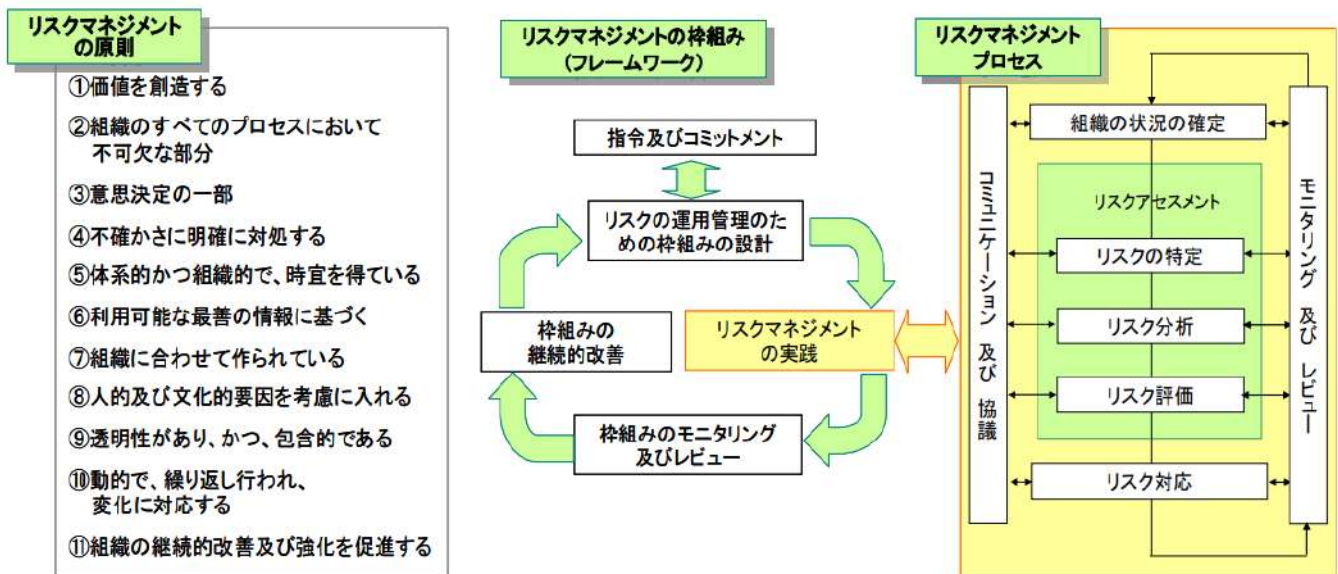 リスクマネジメント
の原則
①価値を創造する
②組織のすべてのプロセスにおいて
不可欠な部分
③意思決定の一部
④不確かさに明確に対処する
⑤体系的かつ組織的で、時宜を得ている
⑥利用可能な最善の情報に基づく
⑦組織に合わせて作られている
⑧人的及び文化的要因を考慮に入れる
⑨透明性があり、かつ、包含的である
⑩動的で、繰り返し行われ、
変化に対応する
⑪組織の継続的改善及び強化を促進する
リスクマネジメントの枠組み
(フレームワーク)
指令及びコミットメント
リスクの運用管理のた
めの枠組みの設計
枠組みの
継続的改善
リスクマネジメント
の実践
枠組みのモニタリング
及びレビュー
リスクマネジメント
プロセス
コミュニケーション 及び 協議
組織の状況の確定
リスクアセスメント
リスクの特定
リスク分析
リスク評価
リスク対応
モニタリング 及び レビュー